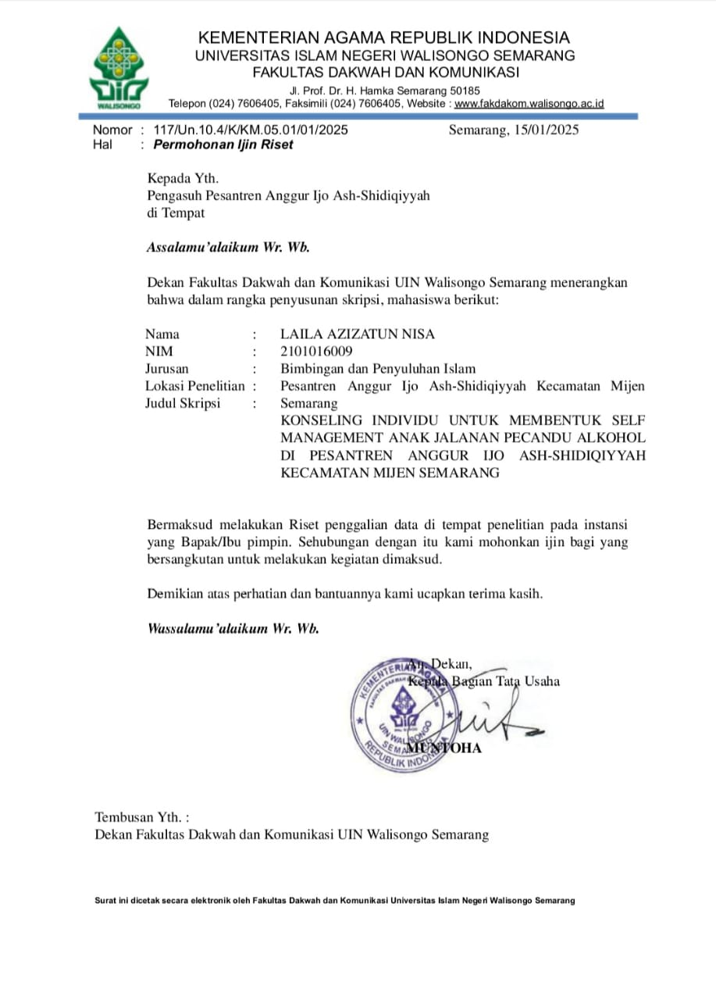 KEMENTERIAN AGAMA REPUBLIK INDONESIA
UNIVERSITAS ISLAM NEGERI WALISONGO SEMARANG
FAKULTAS DAKWAH DAN KOMUNIKASI
Jl. Prof. Dr. H. Hamka Semarang 50185
Telepon (024) 7606405, Faksimili (024) 7606405, Website : www.fakdakom.walisongo.ac.id
WALISONGO
Nomor : 117/Un.10.4/K/KM.05.01/01/2025 Semarang, 15/01/2025
Hal : Permohonan Ijin Riset
Kepada Yth.
Pengasuh Pesantren Anggur Ijo Ash-Shidiqiyyah
di Tempat
Assalamu’alaikum Wr. Wb.
Dekan Fakultas Dakwah dan Komunikasi UIN Walisongo Semarang menerangkan
bahwa dalam rangka penyusunan skripsi, mahasiswa berikut:
Nama : LAILA AZIZATUN NISA
NIM : 2101016009
Jurusan : Bimbingan dan Penyuluhan Islam
Lokasi Penelitian : Pesantren Anggur Ijo Ash-Shidiqiyyah Kecamatan Mijen
Judul Skripsi : Semarang
KONSELING INDIVIDU UNTUK MEMBENTUK SELF
MANAGEMENT ANAK JALANAN PECANDU ALKOHOL
DI PESANTREN ANGGUR IJO ASH-SHIDIQIYYAH
KECAMATAN MIJEN SEMARANG
Bermaksud melakukan Riset penggalian data di tempat penelitian pada instansi
yang Bapak/Ibu pimpin. Sehubungan dengan itu kami mohonkan ijin bagi yang
bersangkutan untuk melakukan kegiatan dimaksud.
Demikian atas perhatian dan bantuannya kami ucapkan terima kasih.
Wassalamu’alaikum Wr. Wb.
An. Dekan,
Kepala Bagian Tata Usaha
KEMENTERIAN AGAMA
UIN WALISONGO
SEMARANG
REPUBLIK INDONESIA
MUNTOHA
Tembusan Yth. :
Dekan Fakultas Dakwah dan Komunikasi UIN Walisongo Semarang
Surat ini dicetak secara elektronik oleh Fakultas Dakwah dan Komunikasi Universitas Islam Negeri Walisongo Semarang